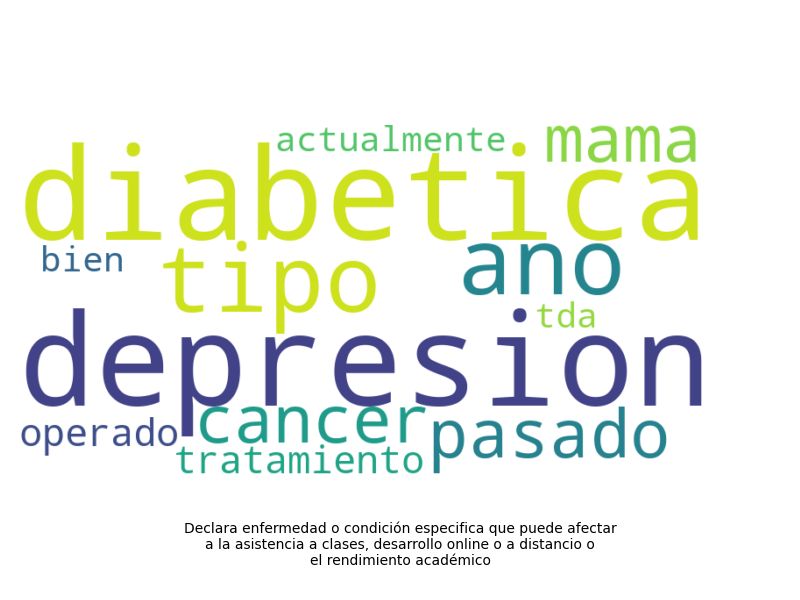 actualmente
mama
diabetica
bien
tipo
ano
tda
depresion
operado
cancer
pasado
tratamiento
Declara enfermedad o condición especifica que puede afectar
a la asistencia a clases, desarrollo online o a distancio o
el rendimiento académico